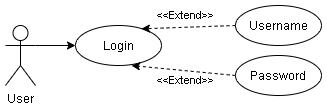 <<Extend>>
Username
Login
<<Extend>>
Password
User